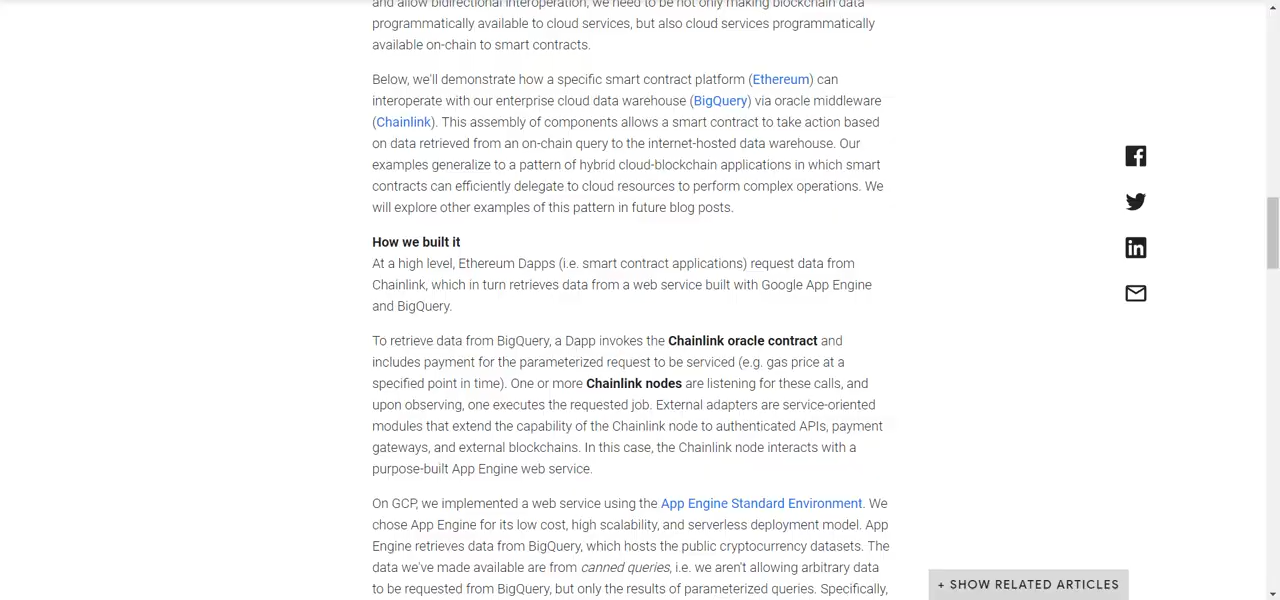 and allow bidirectional interoperation, we need to be not only making blockchain data
programmatically available to cloud services, but also cloud services programmatically
available on-chain to smart contracts.
Below, we'll demonstrate how a specific smart contract platform (Ethereum) can
interoperate with our enterprise cloud data warehouse (BigQuery) via oracle middleware
(Chainlink). This assembly of components allows a smart contract to take action based
on data retrieved from an on-chain query to the internet-hosted data warehouse. Our
examples generalize to a pattern of hybrid cloud-blockchain applications in which smart
contracts can efficiently delegate to cloud resources to perform complex operations. We
will explore other examples of this pattern in future blog posts.
How we built it
At a high level, Ethereum Dapps (i.e. smart contract applications) request data from
Chainlink, which in turn retrieves data from a web service built with Google App Engine
and BigQuery.
To retrieve data from BigQuery, a Dapp invokes the Chainlink oracle contract and
includes payment for the parameterized request to be serviced (e.g. gas price at a
specified point in time). One or more Chainlink nodes are listening for these calls, and
upon observing, one executes the requested job. External adapters are service-oriented
modules that extend the capability of the Chainlink node to authenticated APIs, payment
gateways, and external blockchains. In this case, the Chainlink node interacts with a
purpose-built App Engine web service.
On GCP, we implemented a web service using the App Engine Standard Environment. We
chose App Engine for its low cost, high scalability, and serverless deployment model. App
Engine retrieves data from BigQuery, which hosts the public cryptocurrency datasets. The
data we've made available are from canned queries, i.e. we aren't allowing arbitrary data
to be requested from BigQuery, but only the results of parameterized queries. Specifically,
+ SHOW RELATED ARTICLES